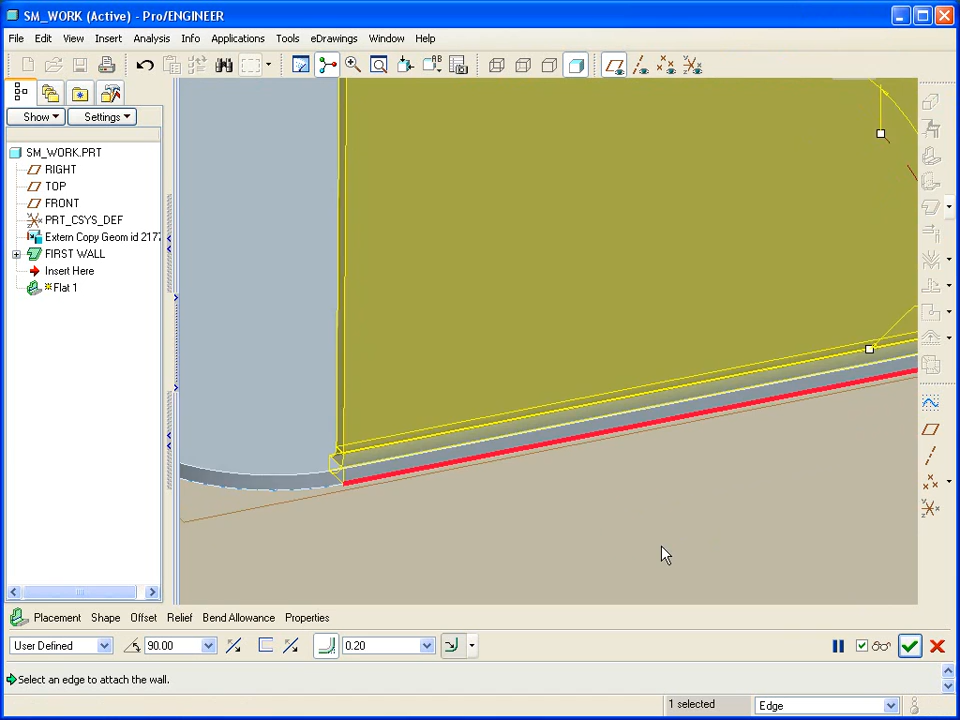 SM_WORK (Active) - Pro/ENGINEER
File Edit View Insert Analysis Info Applications Tools eDrawings Window Help
Show Settings
SM_WORK.PRT
RIGHT
TOP
FRONT
PRT_CSYS_DEF
Extern Copy Geom id 2177
FIRST WALL
Insert Here
Flat 1
Placement Shape Offset Relief Bend Allowance Properties
User Defined 90.00 0.20
Select an edge to attach the wall.
1 selected Edge